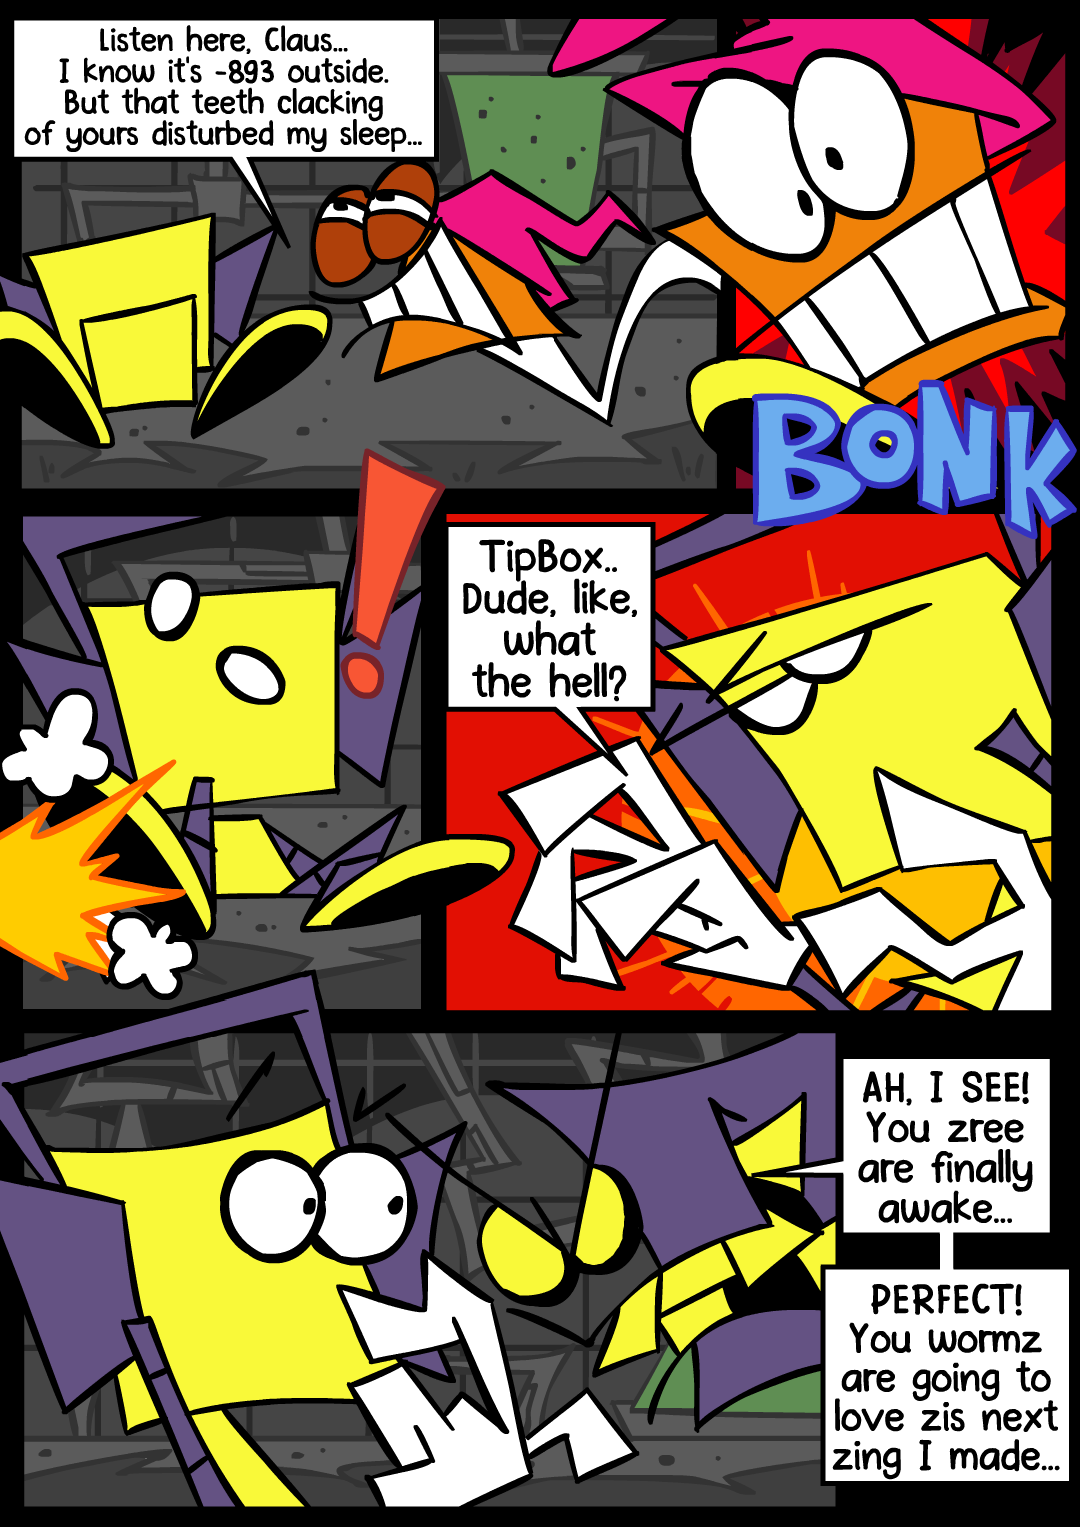 Listen here, Claus...
I know it's -893 outside.
But that teeth clacking
of yours disturbed my sleep...
BONK
!
TipBox..
Dude, like,
what
the hell?
AH, I SEE!
You zree
are finally
awake...
PERFECT!
You wormz
are going to
love zis next
zing I made...